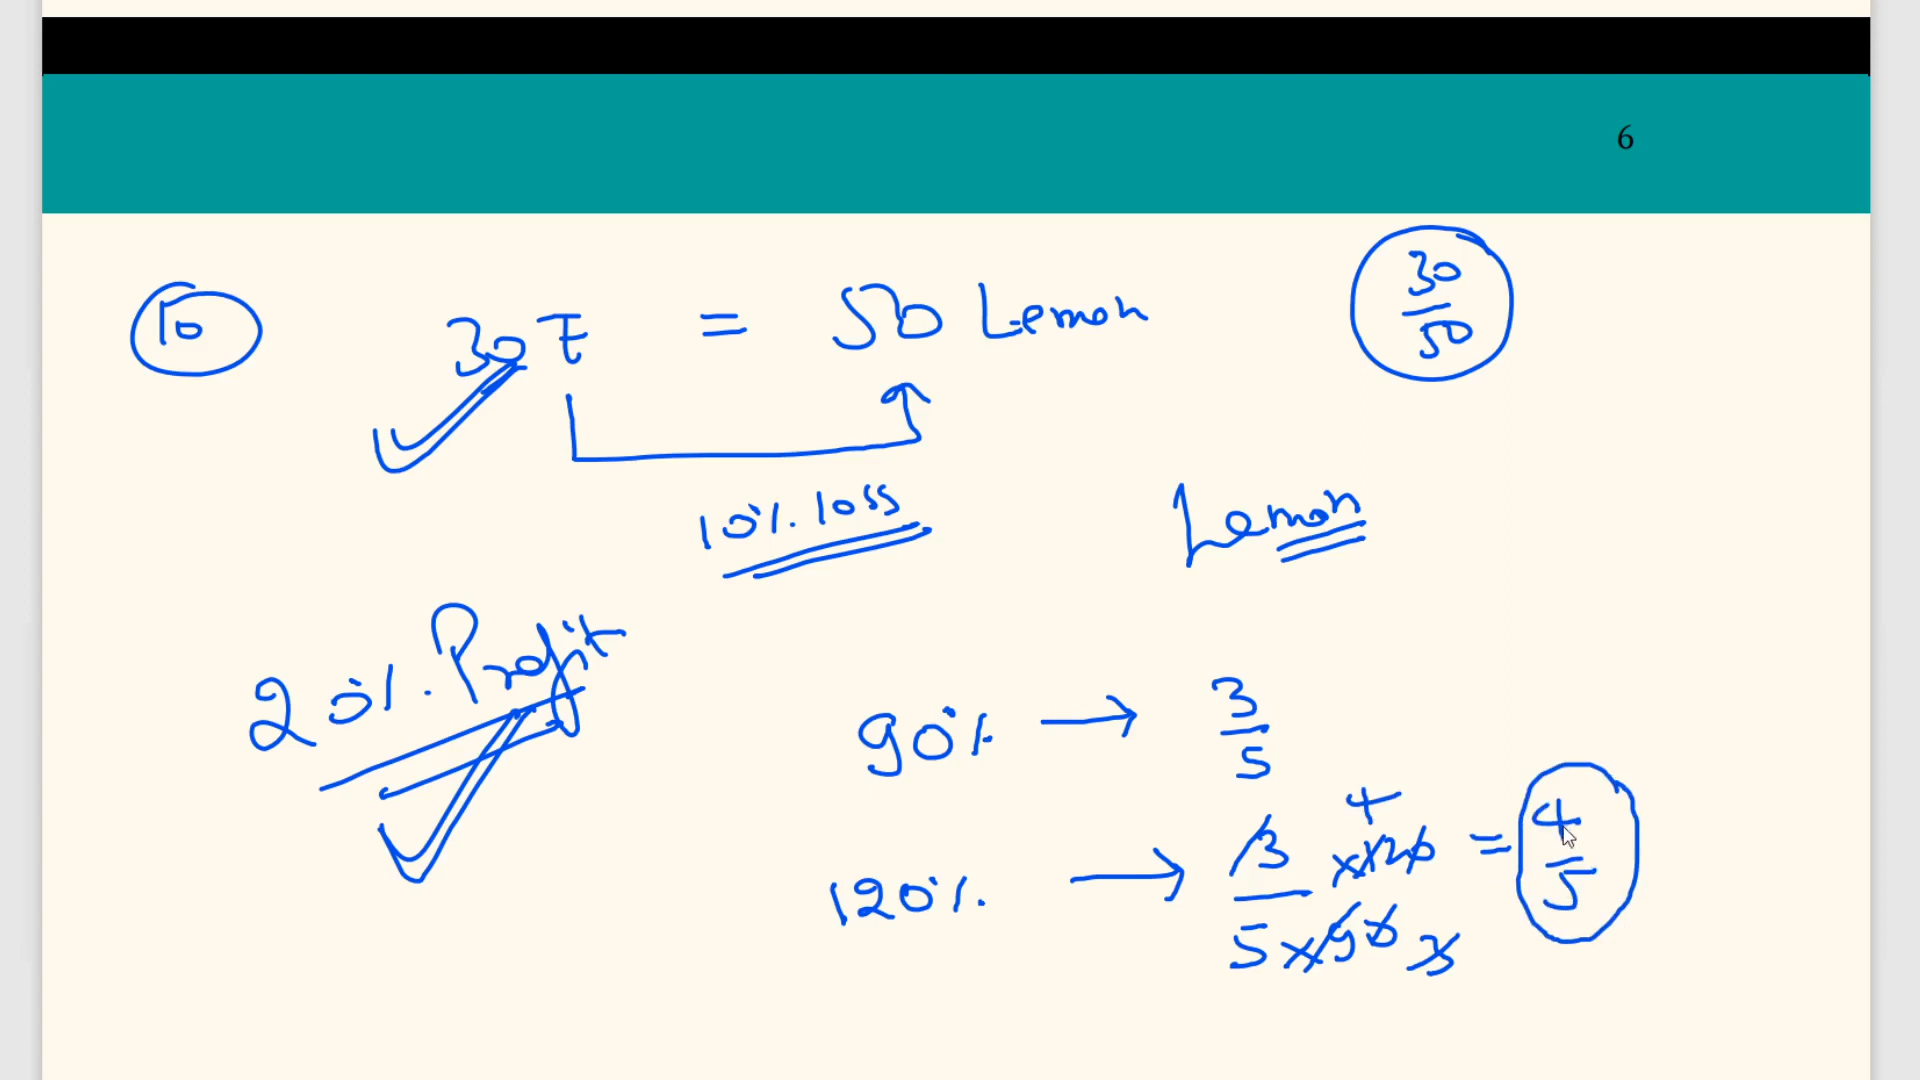 6
10
30 ₹ = 50 Lemon
30
50
10% loss
Lemon
20% Profit
90% → 3
5
120% → 3 × 120 4 = 4
5 × 90 3 5